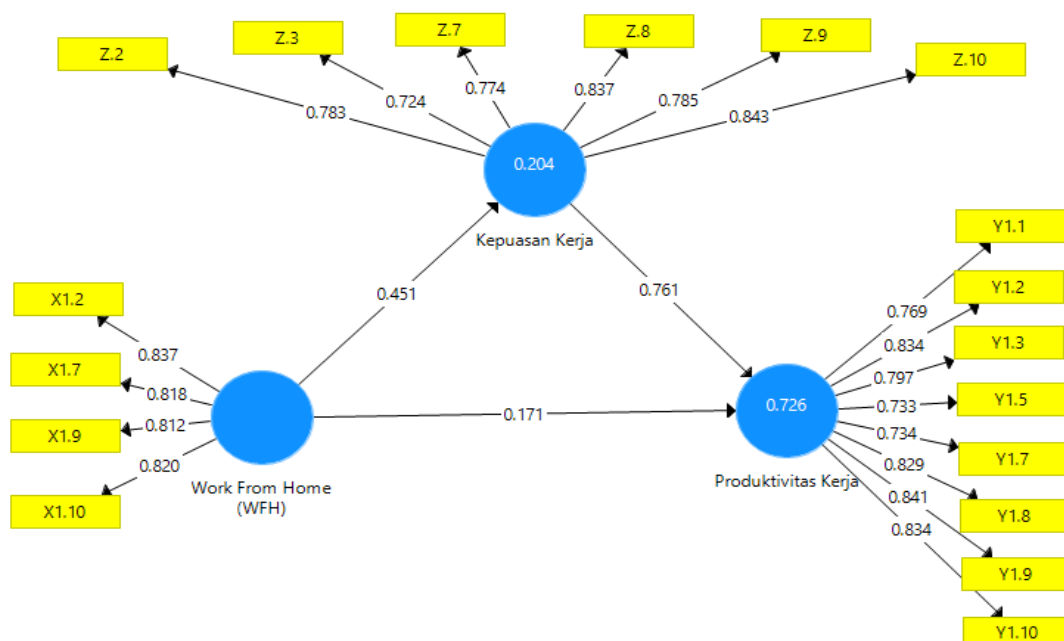 Z.2
Z.3
Z.7
Z.8
Z.9
Z.10
0.783
0.724
0.774
0.837
0.785
0.843
0.204
Kepuasan Kerja
0.451
0.761
X1.2
X1.7
X1.9
X1.10
0.837
0.818
0.812
0.820
Work From Home
(WFH)
0.171
0.726
Produktivitas Kerja
0.769
0.834
0.797
0.733
0.734
0.829
0.841
0.834
Y1.1
Y1.2
Y1.3
Y1.5
Y1.7
Y1.8
Y1.9
Y1.10